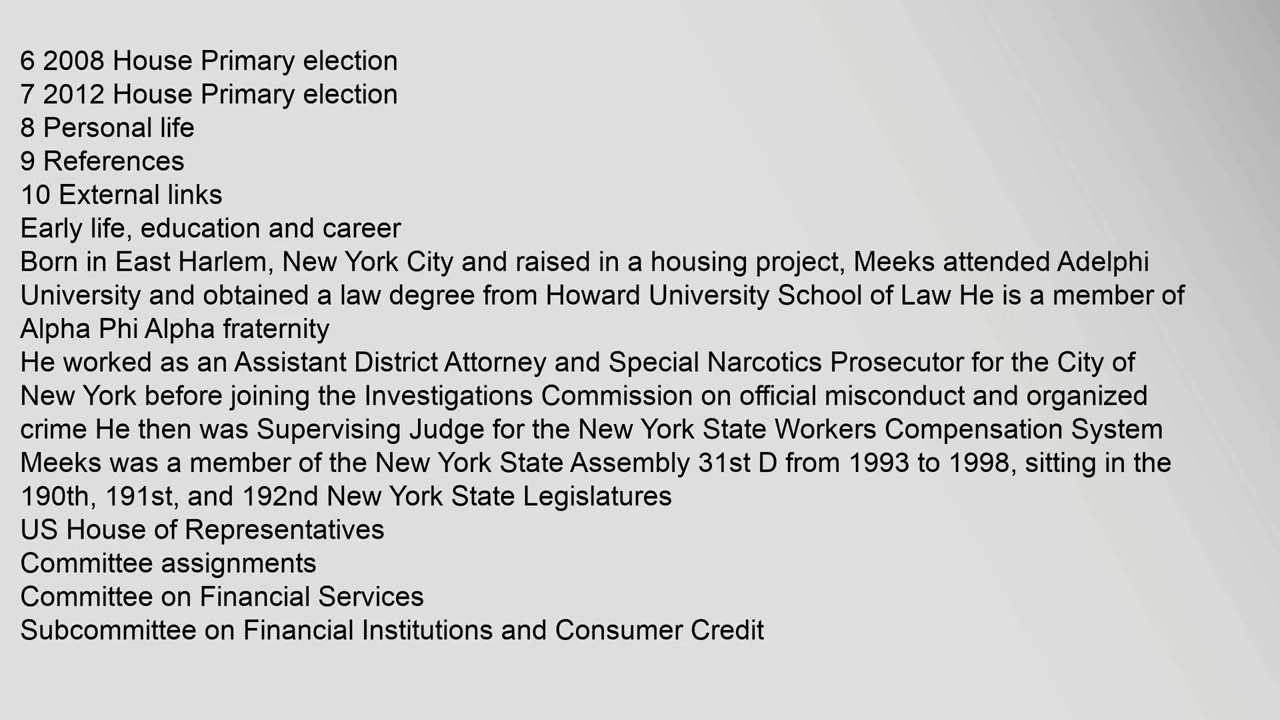 6 2008 House Primary election
7 2012 House Primary election
8 Personal life
9 References
10 External links
Early life, education and career
Born in East Harlem, New York City and raised in a housing project, Meeks attended Adelphi
University and obtained a law degree from Howard University School of Law He is a member of
Alpha Phi Alpha fraternity
He worked as an Assistant District Attorney and Special Narcotics Prosecutor for the City of
New York before joining the Investigations Commission on official misconduct and organized
crime He then was Supervising Judge for the New York State Workers Compensation System
Meeks was a member of the New York State Assembly 31st D from 1993 to 1998, sitting in the
190th, 191st, and 192nd New York State Legislatures
US House of Representatives
Committee assignments
Committee on Financial Services
Subcommittee on Financial Institutions and Consumer Credit